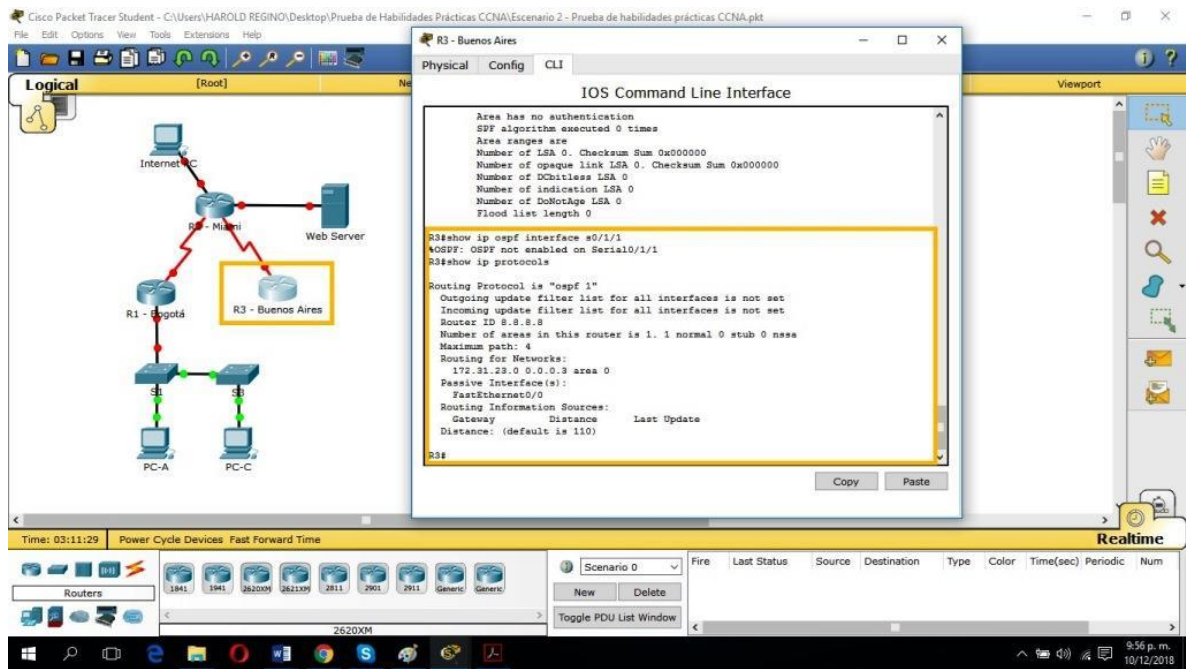 Cisco Packet Tracer Student - C:\Users\HAROLD REGINO\Desktop\Prueba de Habilidades Prácticas CCNA\Escenario 2 - Prueba de habilidades prácticas CCNA.pkt
File Edit Options View Tools Extensions Help
Logical
[Root]
Ne
Viewport
Internet PC
Miami
Web Server
R1 - Bogotá
R3 - Buenos Aires
S1
S3
PC-A
PC-C
R3 - Buenos Aires
Physical Config CLI
IOS Command Line Interface
Area has no authentication
SPF algorithm executed 0 times
Area ranges are
Number of LSA 0. Checksum Sum 0x000000
Number of opaque link LSA 0. Checksum Sum 0x000000
Number of DCbitless LSA 0
Number of indication LSA 0
Number of DoNotAge LSA 0
Flood list length 0
R3#show ip ospf interface s0/1/1
%OSPF: OSPF not enabled on Serial0/1/1
R3#show ip protocols
Routing Protocol is "ospf 1"
Outgoing update filter list for all interfaces is not set
Incoming update filter list for all interfaces is not set
Router ID 8.8.8.8
Number of areas in this router is 1. 1 normal 0 stub 0 nssa
Maximum path: 4
Routing for Networks:
172.31.23.0 0.0.0.3 area 0
Passive Interface(s):
FastEthernet0/0
Routing Information Sources:
Gateway Distance Last Update
Distance: (default is 110)
R3#
Copy Paste
Time: 03:11:29 Power Cycle Devices Fast Forward Time
Realtime
Routers
1841 1941 2620XM 2621XM 2811 2901 2911 Generic Generic
2620XM
Scenario 0
New Delete
Toggle PDU List Window
Fire Last Status Source Destination Type Color Time(sec) Periodic Num
9:56 p. m.
10/12/2018